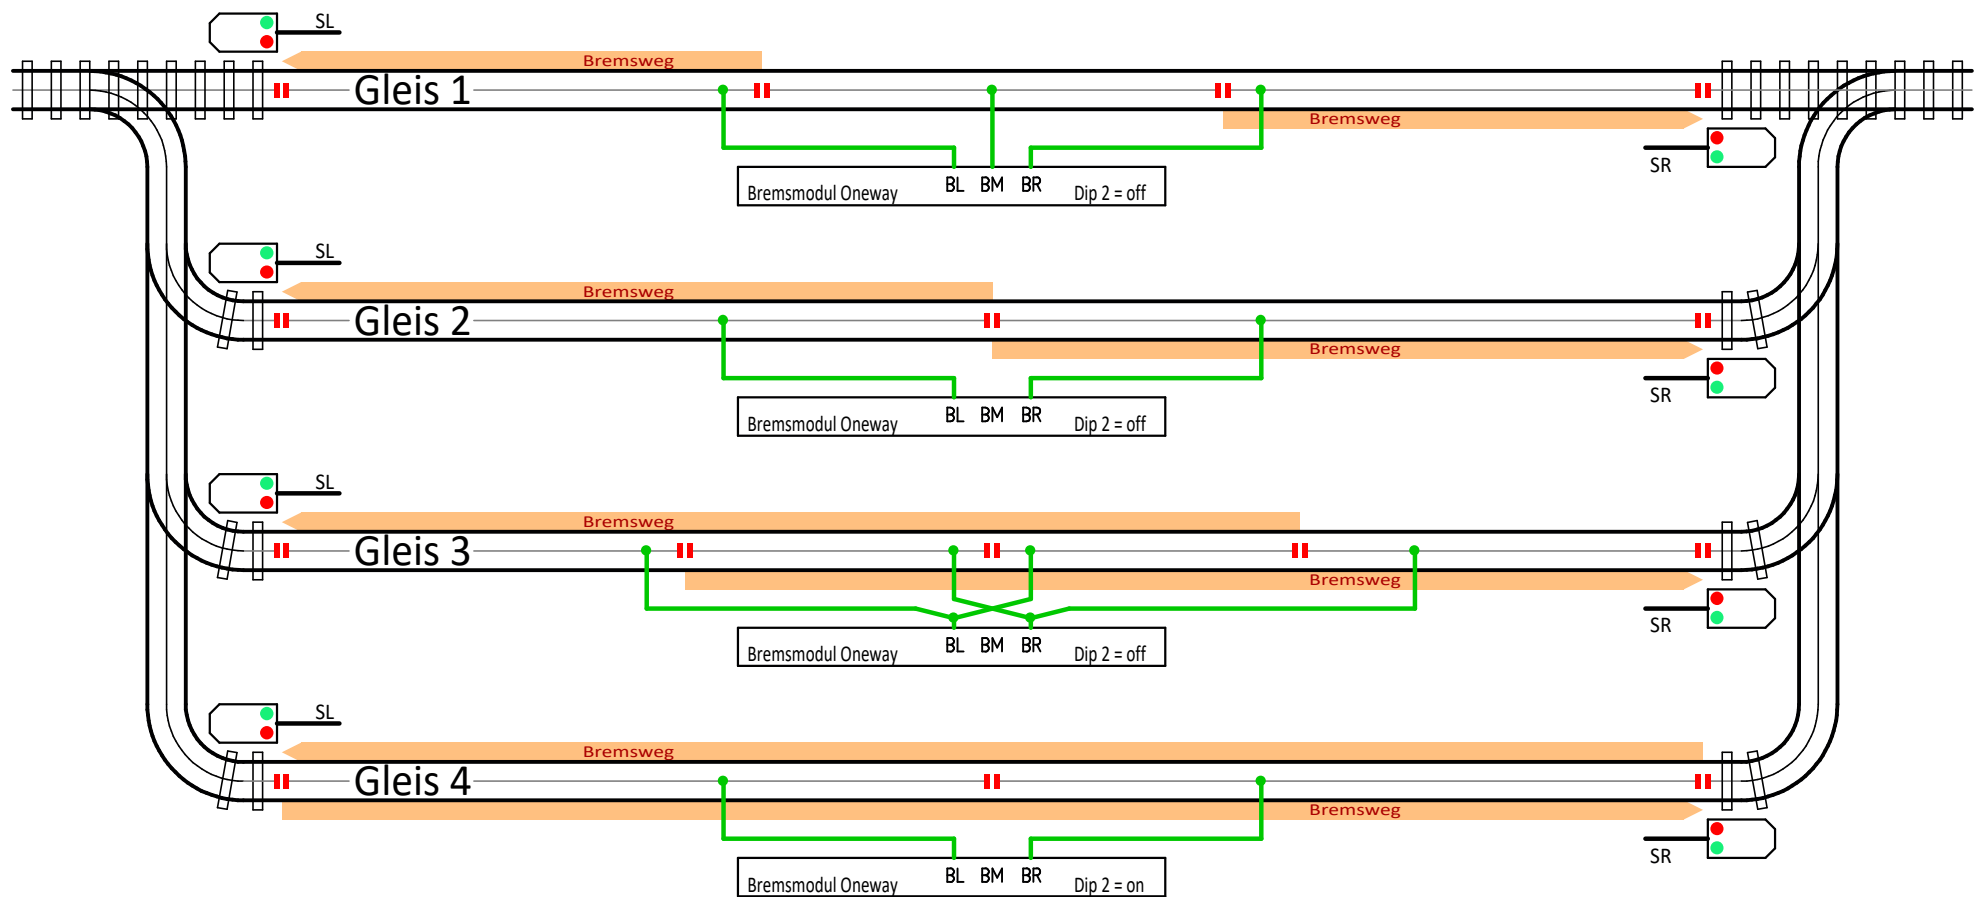 SL
Bremsweg
Gleis 1
Bremsweg
SR
BL BM BR
Bremsmodul Oneway Dip 2 = off
SL
Bremsweg
Gleis 2
Bremsweg
SR
BL BM BR
Bremsmodul Oneway Dip 2 = off
SL
Bremsweg
Gleis 3
Bremsweg
SR
BL BM BR
Bremsmodul Oneway Dip 2 = off
SL
Bremsweg
Gleis 4
Bremsweg
SR
BL BM BR
Bremsmodul Oneway Dip 2 = on